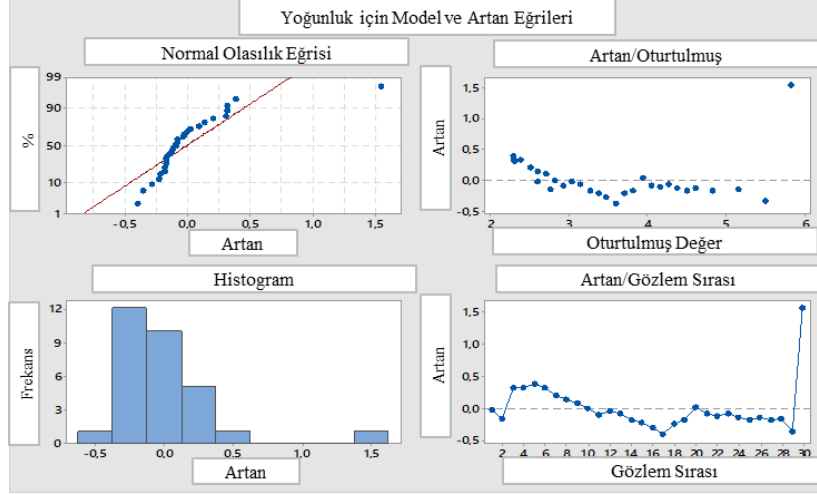 Yoğunluk için Model ve Artan Eğrileri
Normal Olasılık Eğrisi
%
99
90
50
10
1
-0,5 0,0 0,5 1,0 1,5
Artan
Artan/Oturtulmuş
Artan
1,5
1,0
0,5
0,0
-0,5
2 3 4 5 6
Oturtulmuş Değer
Histogram
Frekans
12
9
6
3
0
-0,5 0,0 0,5 1,0 1,5
Artan
Artan/Gözlem Sırası
Artan
1,5
1,0
0,5
0,0
-0,5
2 4 6 8 10 12 14 16 18 20 22 24 26 28 30
Gözlem Sırası